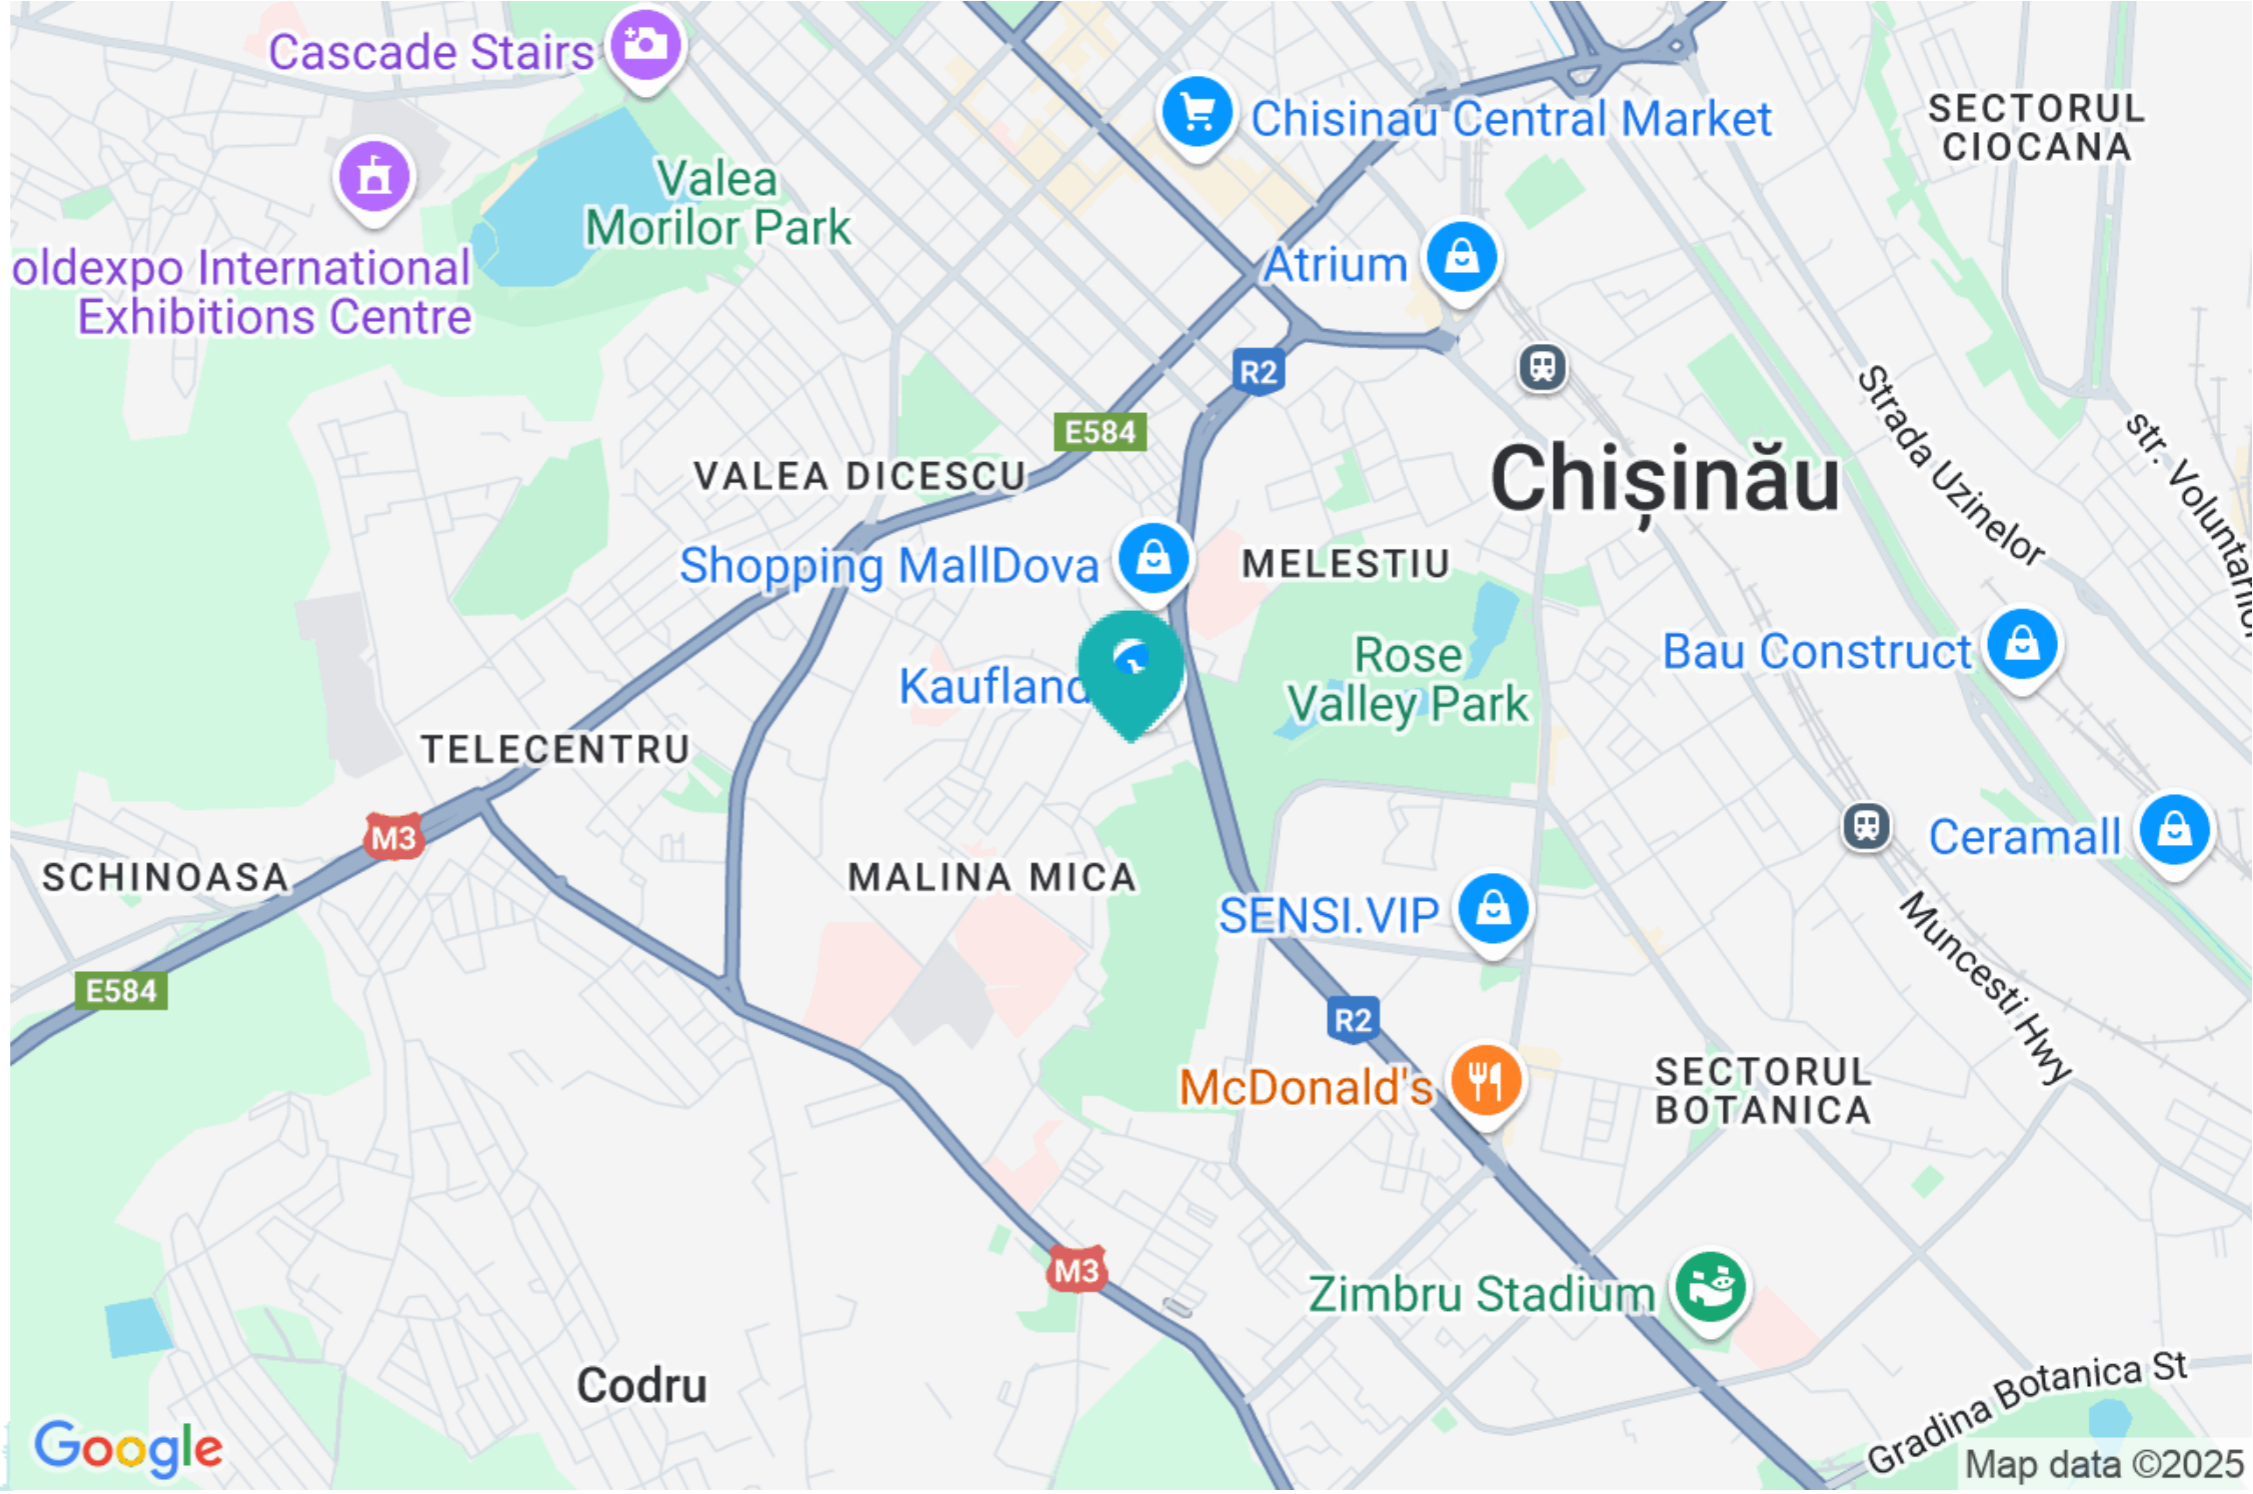 Cascade Stairs
Chisinau Central Market
SECTORUL
CIOCANA
Valea
Morilor Park
oldexpo International
Exhibitions Centre
Atrium
R2
E584
Strada Uzinelor
str. Voluntarilor
VALEA DICESCU
Chișinău
Shopping MallDova
MELESTIU
Kaufland
Rose
Valley Park
Bau Construct
TELECENTRU
M3
SCHINOASA
MALINA MICA
Ceramall
SENSI.VIP
Muncesti Hwy
E584
R2
McDonald's
SECTORUL
BOTANICA
M3
Zimbru Stadium
Codru
Gradina Botanica St
Google
Map data ©2025